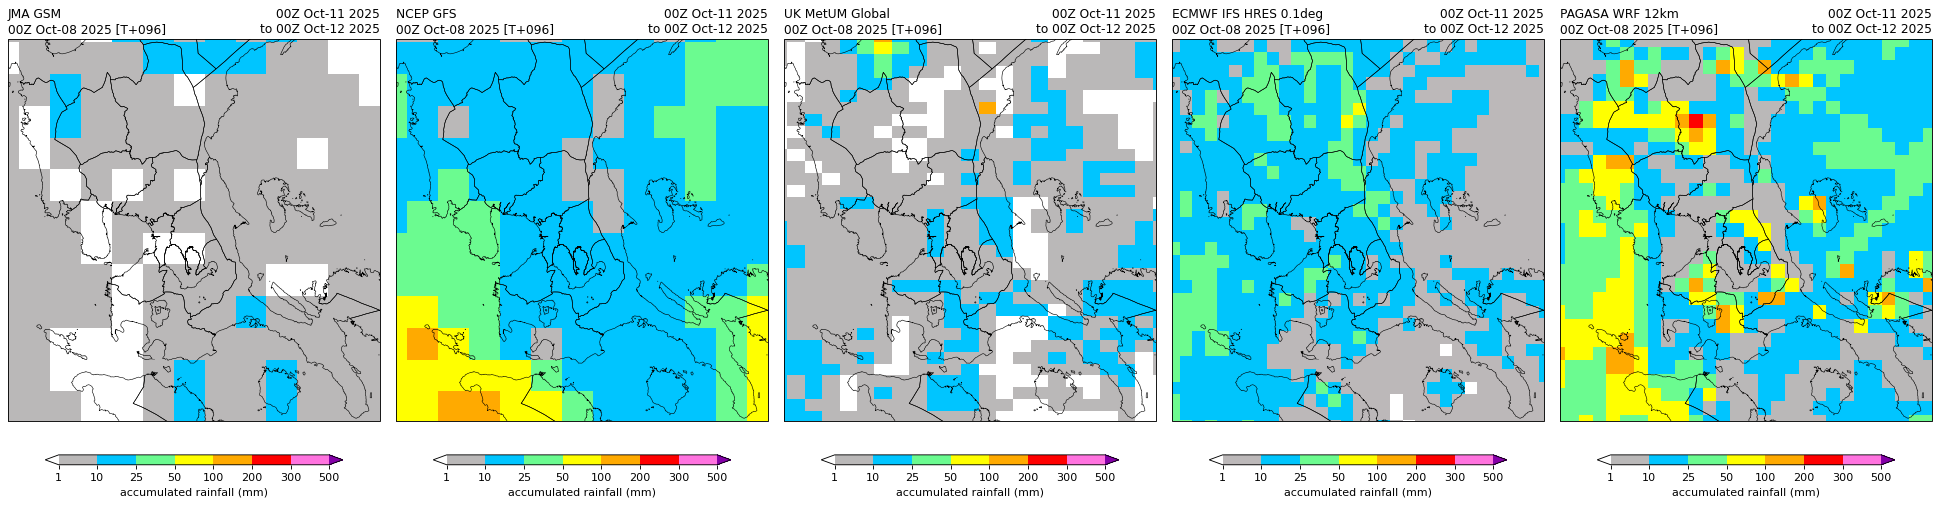 JMA GSM 00Z Oct-11 2025
00Z Oct-08 2025 [T+096] to 00Z Oct-12 2025
1 10 25 50 100 200 300 500
accumulated rainfall (mm)
NCEP GFS 00Z Oct-11 2025
00Z Oct-08 2025 [T+096] to 00Z Oct-12 2025
1 10 25 50 100 200 300 500
accumulated rainfall (mm)
UK MetUM Global 00Z Oct-11 2025
00Z Oct-08 2025 [T+096] to 00Z Oct-12 2025
1 10 25 50 100 200 300 500
accumulated rainfall (mm)
ECMWF IFS HRES 0.1deg 00Z Oct-11 2025
00Z Oct-08 2025 [T+096] to 00Z Oct-12 2025
1 10 25 50 100 200 300 500
accumulated rainfall (mm)
PAGASA WRF 12km 00Z Oct-11 2025
00Z Oct-08 2025 [T+096] to 00Z Oct-12 2025
1 10 25 50 100 200 300 500
accumulated rainfall (mm)